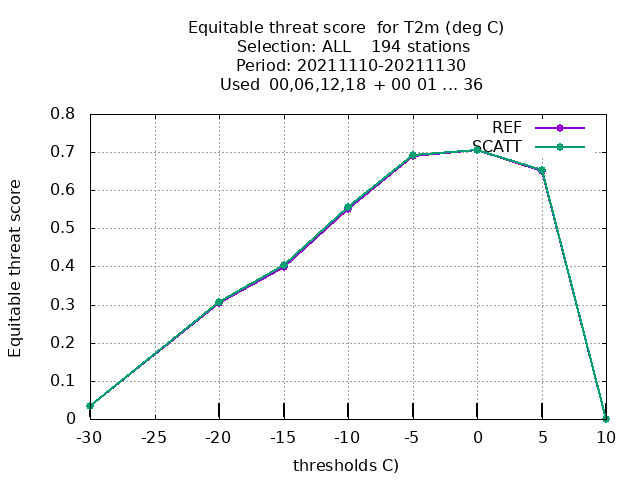 Equitable threat score  for T2m (deg C)
Selection: ALL    194 stations
Period: 20211110-20211130
Used 00,06,12,18 + 00 01 ... 36
REF
SCATT
Equitable threat score
0.8
0.7
0.6
0.5
0.4
0.3
0.2
0.1
0
-30 -25 -20 -15 -10 -5 0 5 10
thresholds C)